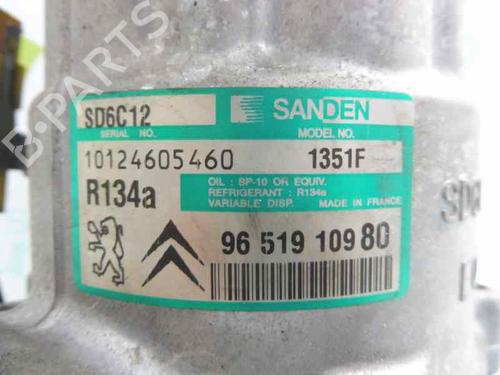 SD6C12 SANDEN
SERIAL NO. MODEL NO.
10124605460 1351F
R134a
OIL : SP-10 OR EQUIV.
REFRIGERANT : R134a
VARIABLE DISP. MADE IN FRANCE
96 519 109 80
B-PARTS